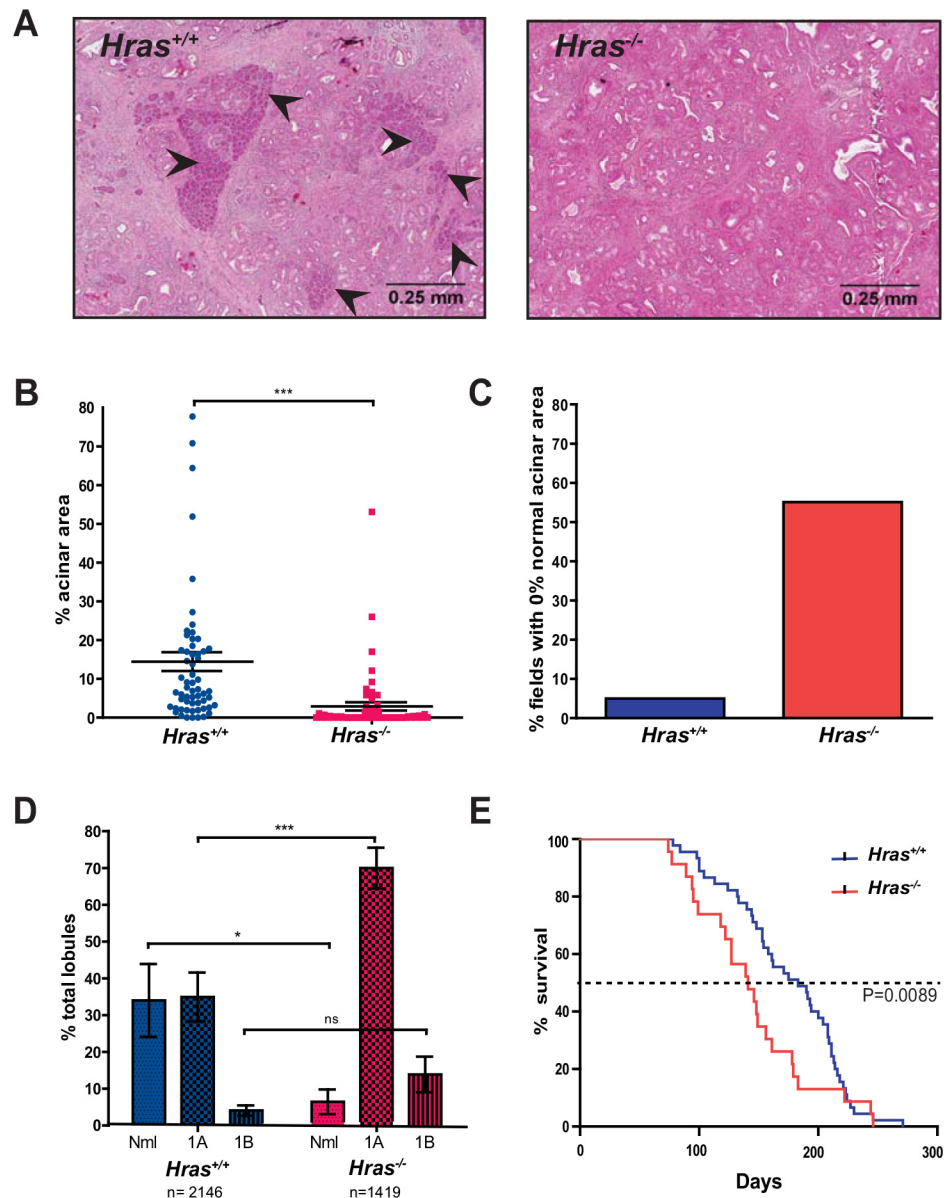 A
Hras+/+
0.25 mm
Hras-/-
0.25 mm
B
% acinar area
80
70
60
50
40
30
20
10
0
***
Hras+/+
Hras-/-
C
% fields with 0% normal acinar area
80
70
60
50
40
30
20
10
0
Hras+/+
Hras-/-
D
% total lobules
80
70
60
50
40
30
20
10
0
***
*
ns
Nml 1A 1B Nml 1A 1B
Hras+/+ Hras-/-
n= 2146 n=1419
E
% survival
100
80
60
40
20
0
Hras+/+
Hras-/-
P=0.0089
0 100 200 300
Days